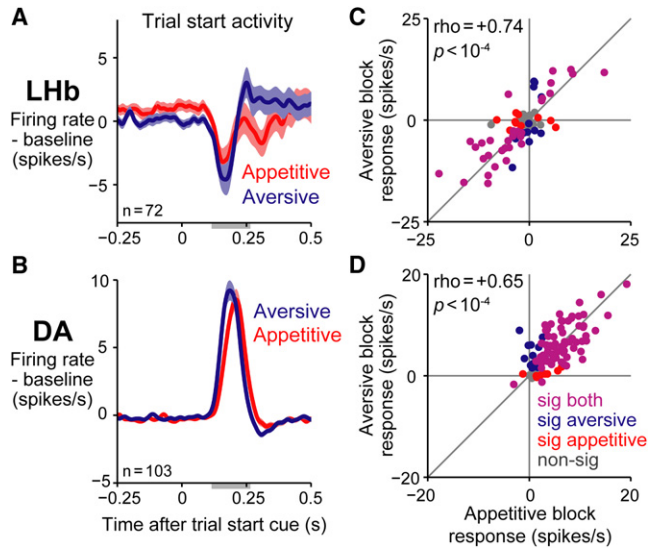 A
Trial start activity
LHb
Firing rate
- baseline
(spikes/s)
5
0
−5
Appetitive
Aversive
n=72
−0.25
0
0.25
0.5
B
DA
Firing rate
- baseline
(spikes/s)
10
5
0
−5
Aversive
Appetitive
n=103
−0.25
0
0.25
0.5
Time after trial start cue (s)
C
Aversive block
response (spikes/s)
25
0
−25
rho=+0.74
p<10-4
−25
0
25
D
Aversive block
response (spikes/s)
20
0
−20
rho=+0.65
p<10-4
sig both
sig aversive
sig appetitive
non-sig
−20
0
20
Appetitive block
response (spikes/s)